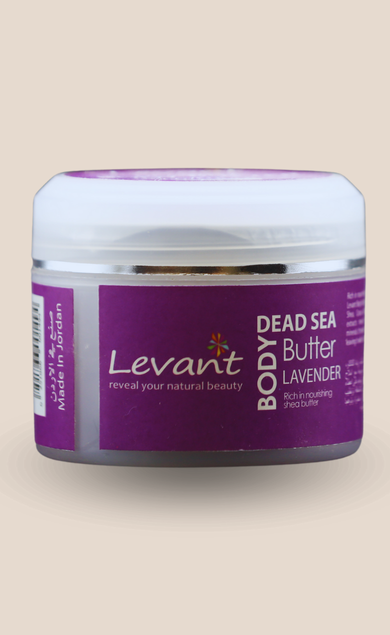 صنع في الاردن
Made In Jordan
Levant
reveal your natural beauty
DEAD SEA
BODY Butter
LAVENDER
Rich in nourishing
shea butter